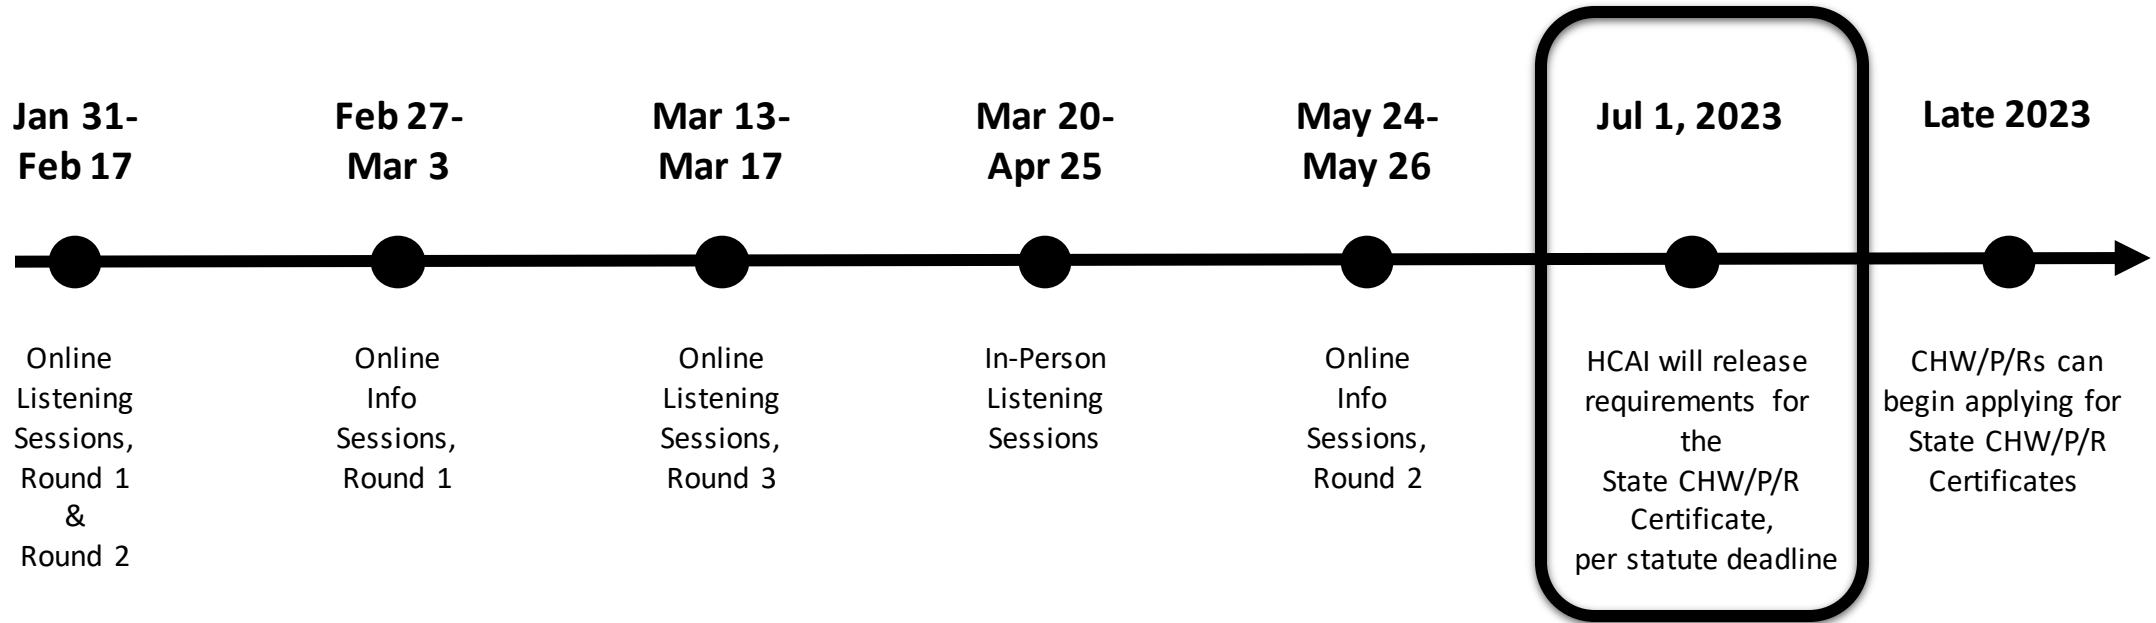 Jan 31-
Feb 17
Online
Listening
Sessions,
Round 1
&
Round 2
Feb 27-
Mar 3
Online
Info
Sessions,
Round 1
Mar 13-
Mar 17
Online
Listening
Sessions,
Round 3
Mar 20-
Apr 25
In-Person
Listening
Sessions
May 24-
May 26
Online
Info
Sessions,
Round 2
Jul 1, 2023
HCAI will release
requirements for
the
State CHW/P/R
Certificate,
per statute deadline
Late 2023
CHW/P/Rs can
begin applying for
State CHW/P/R
Certificates